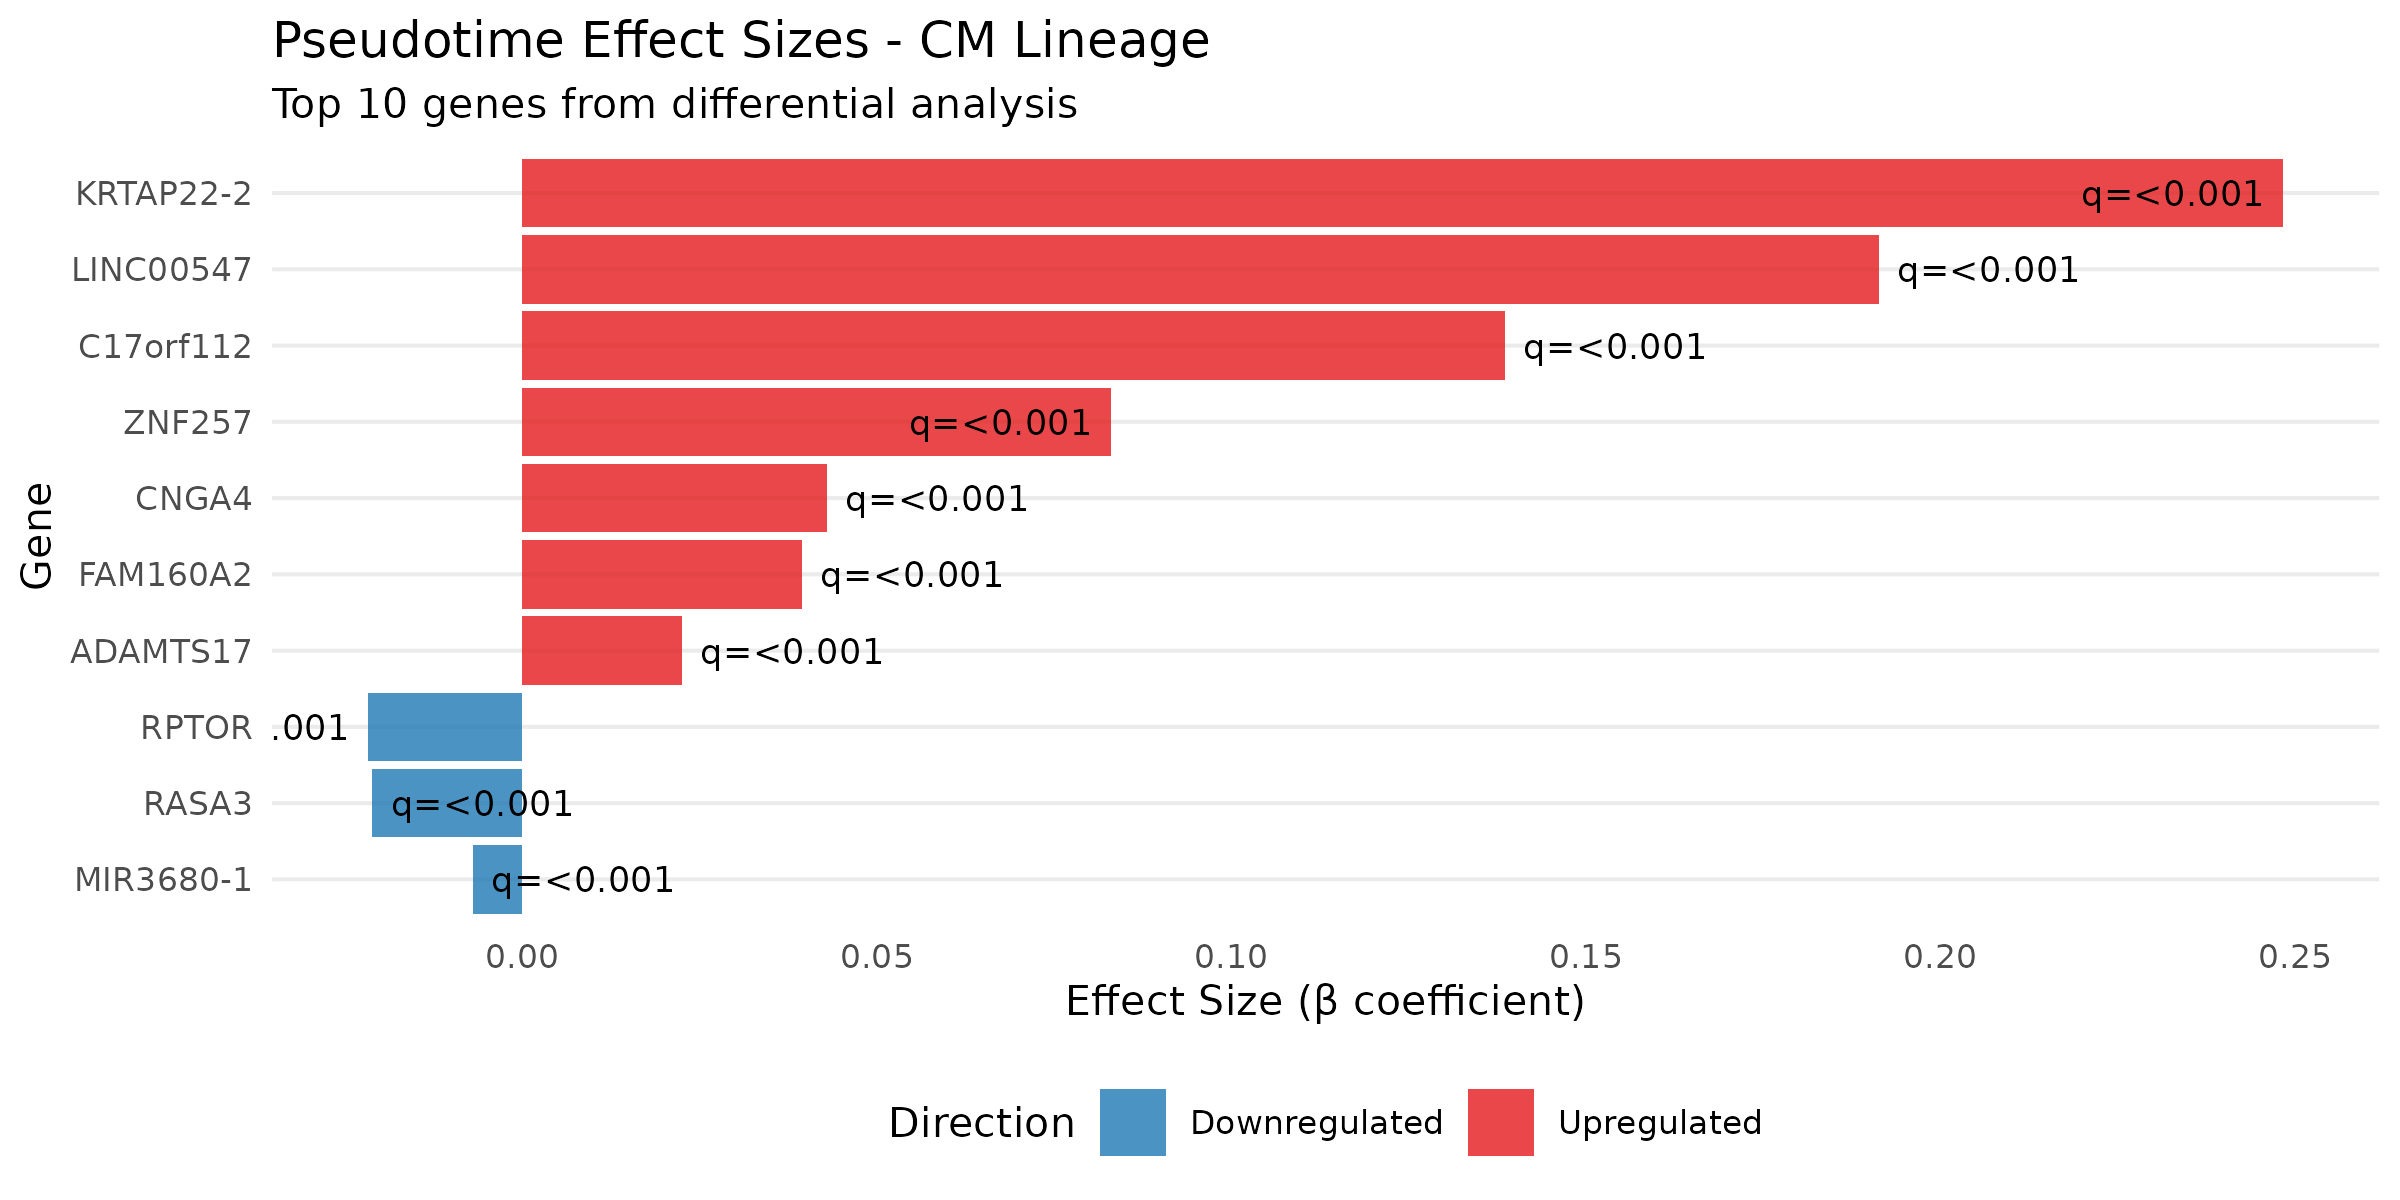 Pseudotime Effect Sizes - CM Lineage
Top 10 genes from differential analysis
KRTAP22-2 q=<0.001
LINC00547 q=<0.001
C17orf112 q=<0.001
ZNF257 q=<0.001
CNGA4 q=<0.001
FAM160A2 q=<0.001
ADAMTS17 q=<0.001
RPTOR .001
RASA3 q=<0.001
MIR3680-1 q=<0.001
Gene
0.00 0.05 0.10 0.15 0.20 0.25
Effect Size (β coefficient)
Direction Downregulated Upregulated